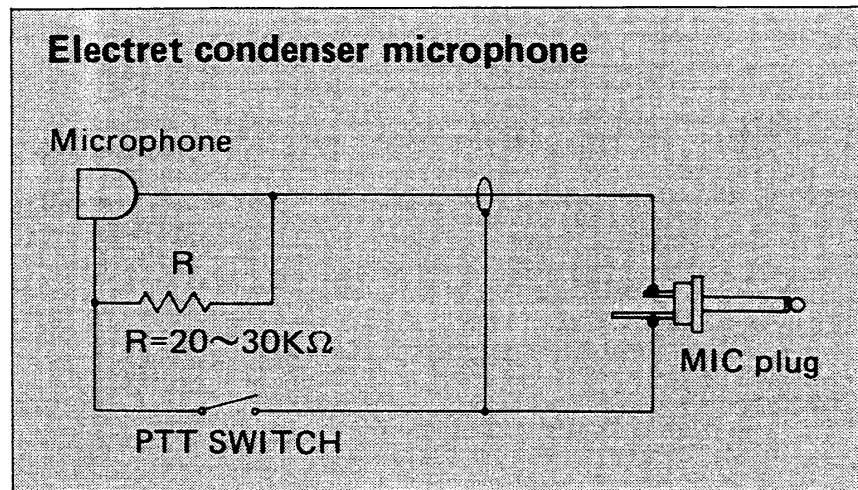 Electret condenser microphone
Microphone
R
R=20~30KΩ
MIC plug
PTT SWITCH